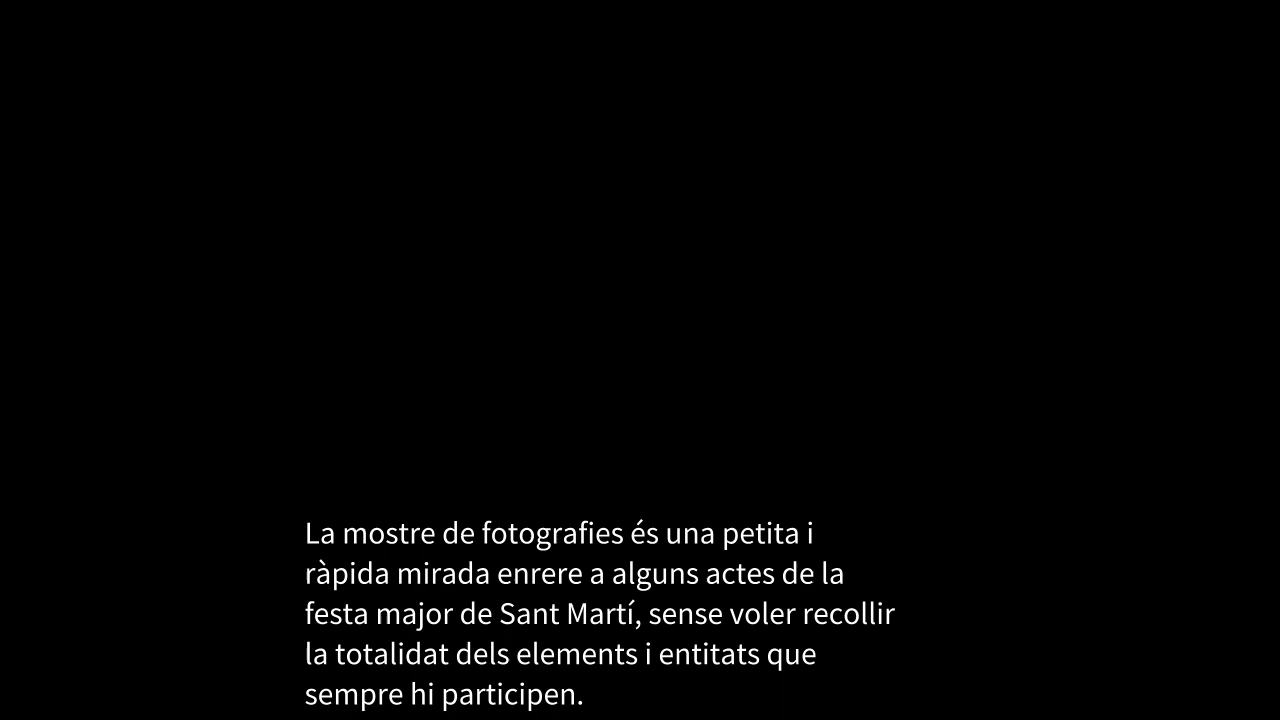 La mostre de fotografies és una petita i
ràpida mirada enrere a alguns actes de la
festa major de Sant Martí, sense voler recollir
la totalidat dels elements i entitats que
sempre hi participen.